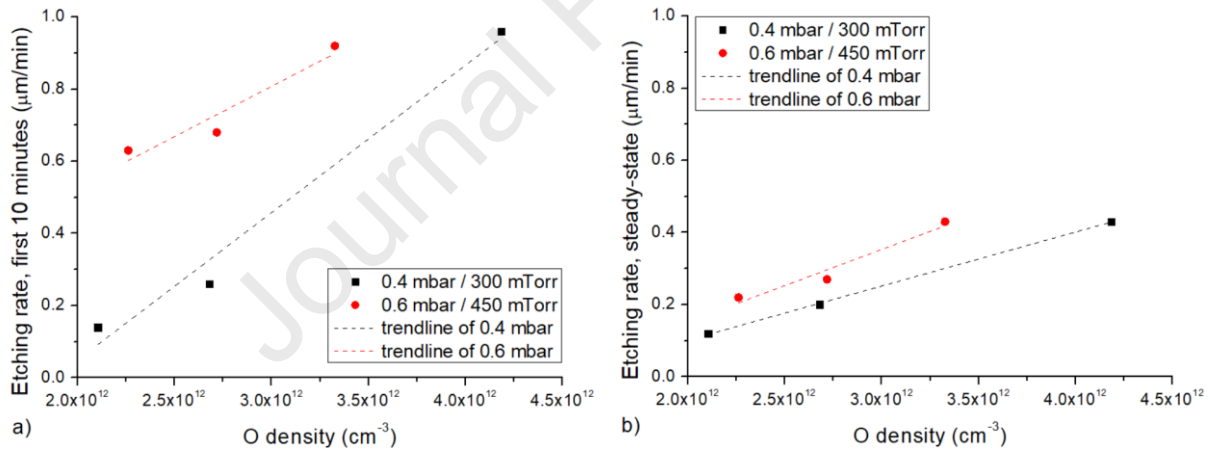 Journal P
Etching rate, first 10 minutes (μm/min)
1.0
0.8
0.6
0.4
0.2
0.0
0.4 mbar / 300 mTorr
0.6 mbar / 450 mTorr
trendline of 0.4 mbar
trendline of 0.6 mbar
2.0x10¹² 2.5x10¹² 3.0x10¹² 3.5x10¹² 4.0x10¹² 4.5x10¹²
a)
O density (cm⁻³)
Etching rate, steady-state (μm/min)
1.0
0.8
0.6
0.4
0.2
0.0
0.4 mbar / 300 mTorr
0.6 mbar / 450 mTorr
trendline of 0.4 mbar
trendline of 0.6 mbar
2.0x10¹² 2.5x10¹² 3.0x10¹² 3.5x10¹² 4.0x10¹² 4.5x10¹²
b)
O density (cm⁻³)